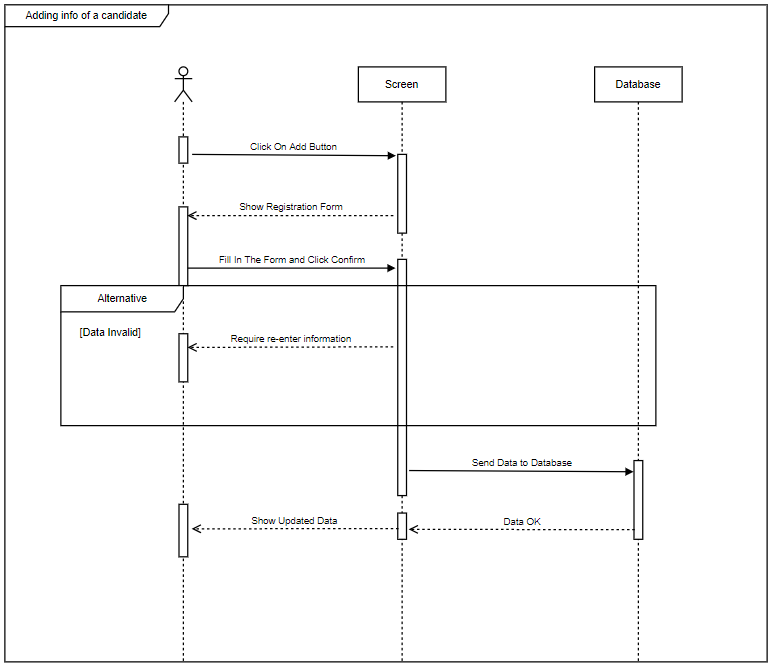 Adding info of a candidate
Screen
Database
Click On Add Button
Show Registration Form
Fill In The Form and Click Confirm
Alternative
[Data Invalid]
Require re-enter information
Send Data to Database
Show Updated Data
Data OK